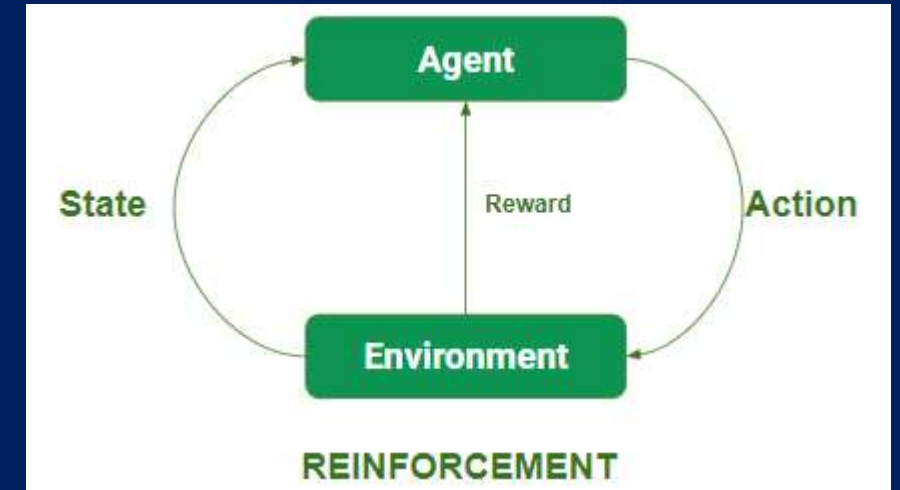 Agent
State
Reward
Action
Environment
REINFORCEMENT